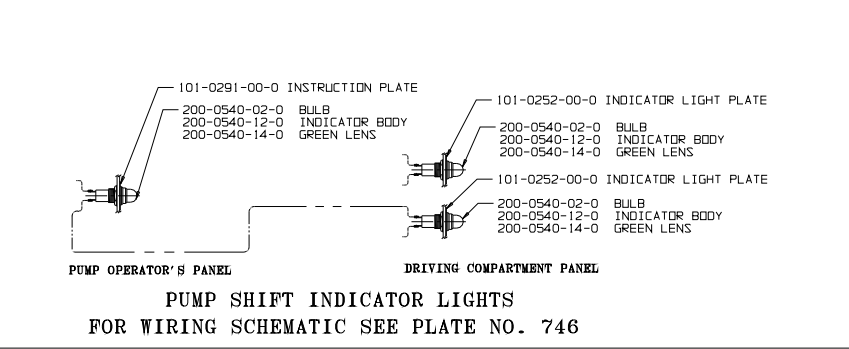 101-0291-00-0 INSTRUCTION PLATE
200-0540-02-0 BULB
200-0540-12-0 INDICATOR BODY
200-0540-14-0 GREEN LENS
101-0252-00-0 INDICATOR LIGHT PLATE
200-0540-02-0 BULB
200-0540-12-0 INDICATOR BODY
200-0540-14-0 GREEN LENS
101-0252-00-0 INDICATOR LIGHT PLATE
200-0540-02-0 BULB
200-0540-12-0 INDICATOR BODY
200-0540-14-0 GREEN LENS
PUMP OPERATOR'S PANEL
DRIVING COMPARTMENT PANEL
PUMP SHIFT INDICATOR LIGHTS
FOR WIRING SCHEMATIC SEE PLATE NO. 746